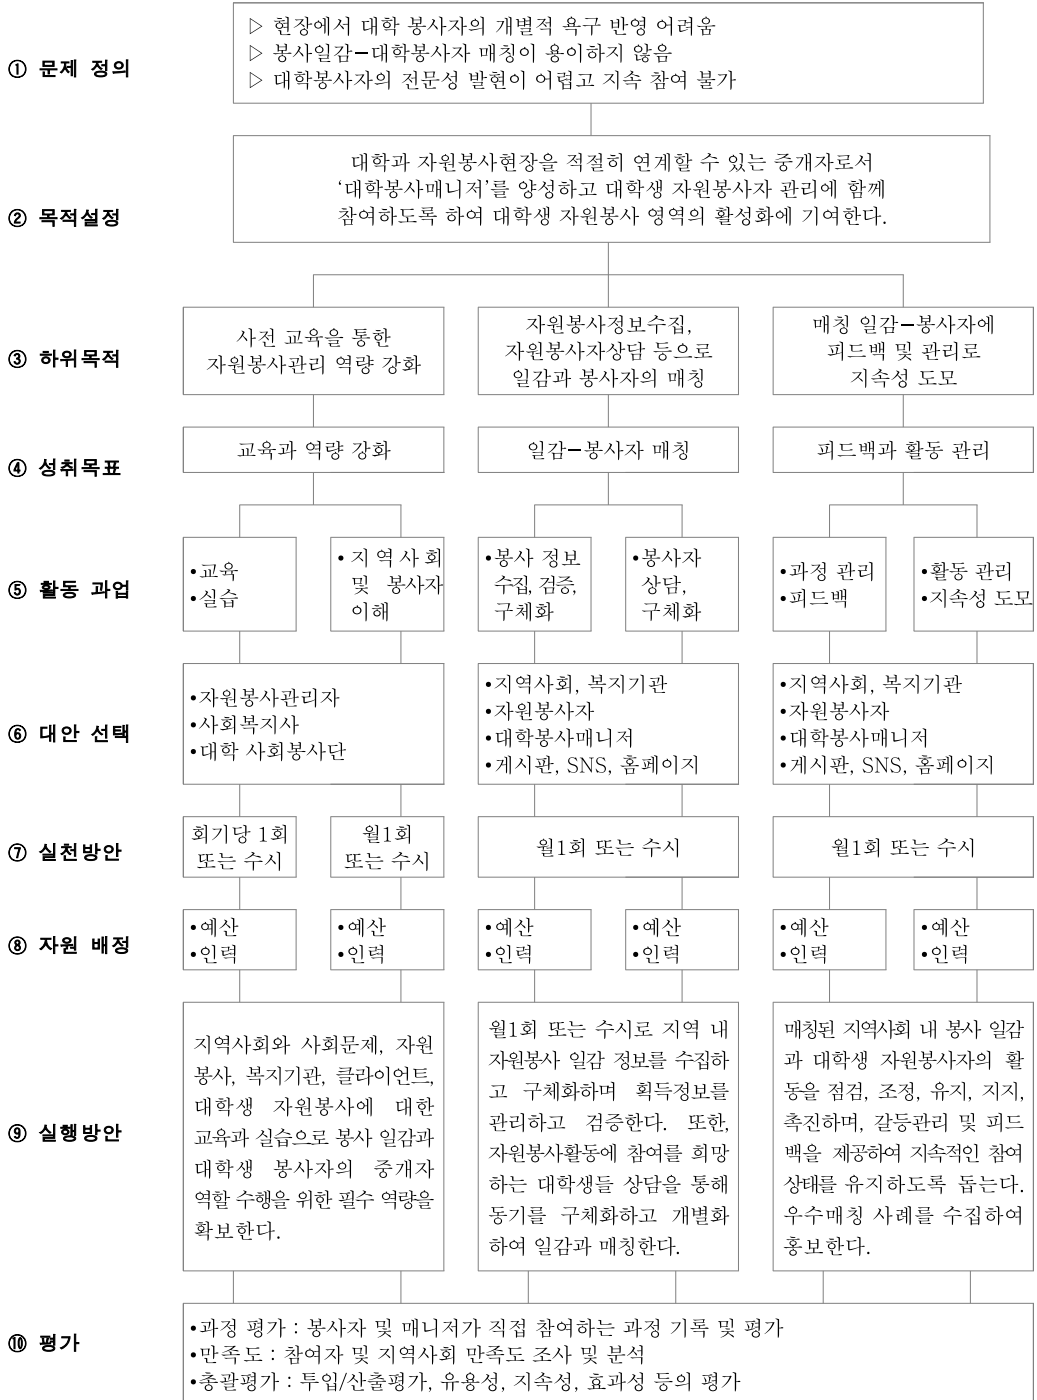 ① 문제 정의
▷ 현장에서 대학 봉사자의 개별적 욕구 반영 어려움
▷ 봉사일감－대학봉사자 매칭이 용이하지 않음
▷ 대학봉사자의 전문성 발현이 어렵고 지속 참여 불가
② 목적설정
대학과 자원봉사현장을 적절히 연계할 수 있는 중개자로서
‘대학봉사매니저’를 양성하고 대학생 자원봉사자 관리에 함께
참여하도록 하여 대학생 자원봉사 영역의 활성화에 기여한다.
③ 하위목적
사전 교육을 통한
자원봉사관리 역량 강화
자원봉사정보수집,
자원봉사자상담 등으로
일감과 봉사자의 매칭
매칭 일감－봉사자에
피드백 및 관리로
지속성 도모
④ 성취목표
교육과 역량 강화
일감－봉사자 매칭
피드백과 활동 관리
⑤ 활동 과업
•교육
•실습
•지역사회
및 봉사자
이해
•봉사 정보
수집, 검증,
구체화
•봉사자
상담,
구체화
•과정 관리
•피드백
•활동 관리
•지속성 도모
⑥ 대안 선택
•자원봉사관리자
•사회복지사
•대학 사회봉사단
•지역사회, 복지기관
•자원봉사자
•대학봉사매니저
•게시판, SNS, 홈페이지
•지역사회, 복지기관
•자원봉사자
•대학봉사매니저
•게시판, SNS, 홈페이지
⑦ 실천방안
회기당 1회
또는 수시
월1회
또는 수시
월1회 또는 수시
월1회 또는 수시
⑧ 자원 배정
•예산
•인력
•예산
•인력
•예산
•인력
•예산
•인력
•예산
•인력
•예산
•인력
⑨ 실행방안
지역사회와 사회문제, 자원
봉사, 복지기관, 클라이언트,
대학생 자원봉사에 대한
교육과 실습으로 봉사 일감과
대학생 봉사자의 중개자
역할 수행을 위한 필수 역량을
확보한다.
월1회 또는 수시로 지역 내
자원봉사 일감 정보를 수집하
고 구체화하며 획득정보를
관리하고 검증한다. 또한,
자원봉사활동에 참여를 희망
하는 대학생들 상담을 통해
동기를 구체화하고 개별화
하여 일감과 매칭한다.
매칭된 지역사회 내 봉사 일감
과 대학생 자원봉사자의 활
동을 점검, 조정, 유지, 지지,
촉진하며, 갈등관리 및 피드
백을 제공하여 지속적인 참여
상태를 유지하도록 돕는다.
우수매칭 사례를 수집하여
홍보한다.
⑩ 평가
•과정 평가 : 봉사자 및 매니저가 직접 참여하는 과정 기록 및 평가
•만족도 : 참여자 및 지역사회 만족도 조사 및 분석
•총괄평가 : 투입/산출평가, 유용성, 지속성, 효과성 등의 평가